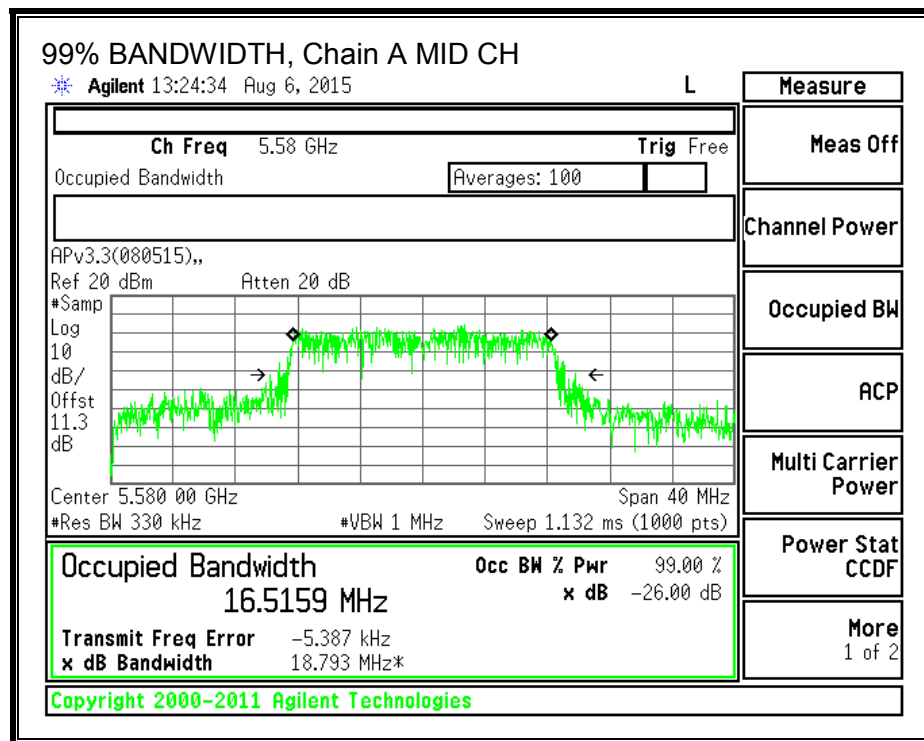 99% BANDWIDTH, Chain A MID CH
Agilent 13:24:34 Aug 6, 2015 L
Measure
Ch Freq 5.58 GHz Trig Free
Meas Off
Occupied Bandwidth Averages: 100
Channel Power
APv3.3(080515),,
Ref 20 dBm Atten 20 dB
#Samp
Log
10
dB/
Offst
11.3
dB
Occupied BW
ACP
Multi Carrier
Power
Center 5.580 00 GHz Span 40 MHz
#Res BW 330 kHz #VBW 1 MHz Sweep 1.132 ms (1000 pts)
Occupied Bandwidth Occ BW % Pwr 99.00 %
16.5159 MHz x dB -26.00 dB
Transmit Freq Error -5.387 kHz
x dB Bandwidth 18.793 MHz*
Power Stat
CCDF
More
1 of 2
Copyright 2000-2011 Agilent Technologies